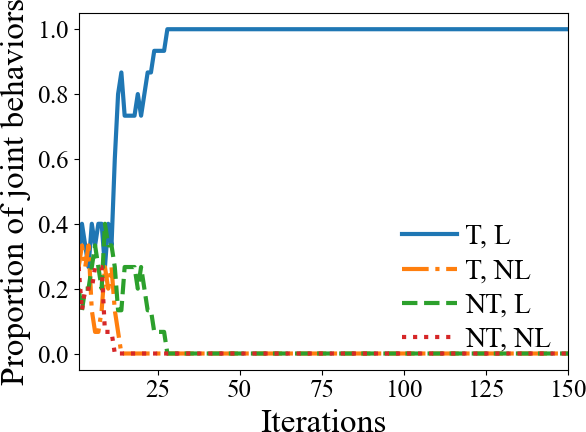 Proportion of joint behaviors
1.0
0.8
0.6
0.4
0.2
0.0
T, L
T, NL
NT, L
NT, NL
25 50 75 100 125 150
Iterations